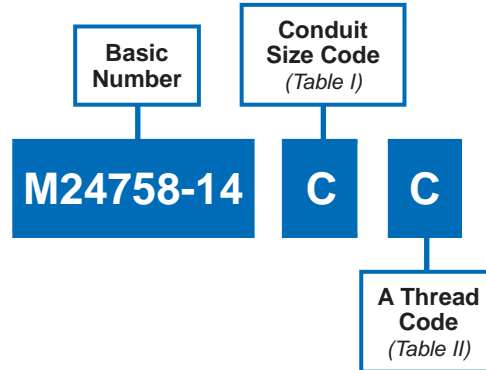 Basic
Number
Conduit
Size Code
(Table I)
M24758-14
C
C
A Thread
Code
(Table II)